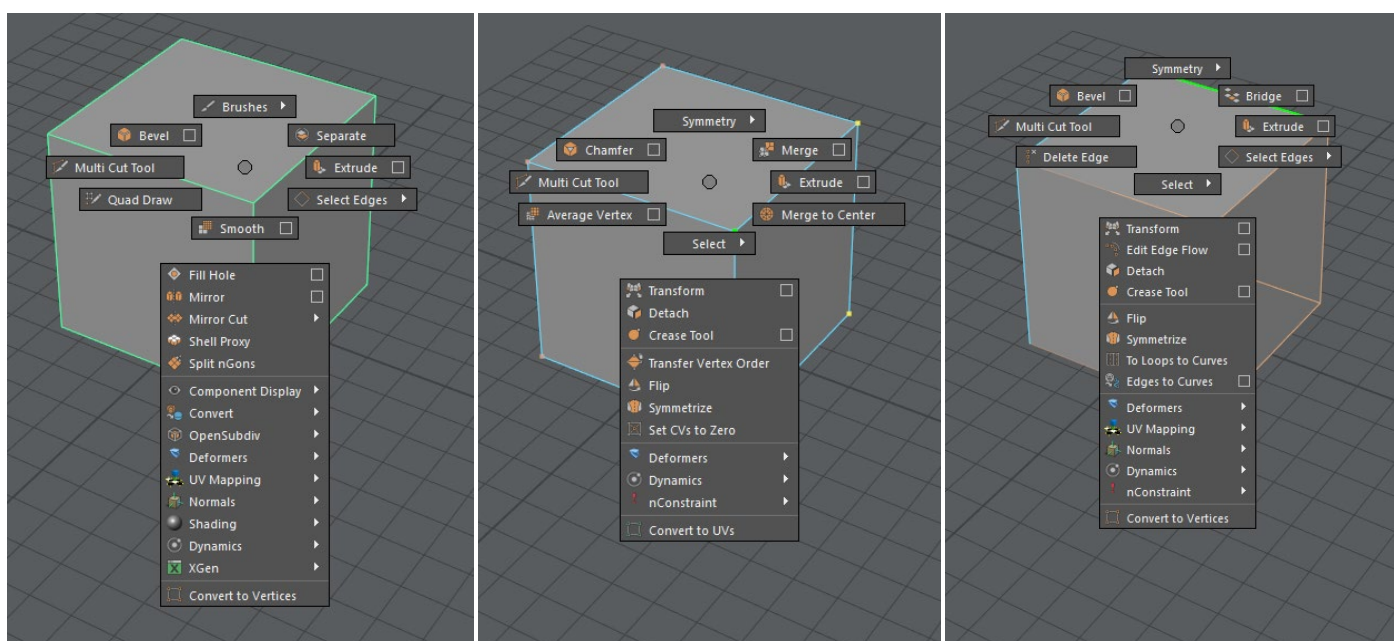 Brushes
Bevel
Separate
Multi Cut Tool
Extrude
Quad Draw
Select Edges
Smooth
Fill Hole
Mirror
Mirror Cut
Shell Proxy
Split nGons
Component Display
Convert
OpenSubdiv
Deformers
UV Mapping
Normals
Shading
Dynamics
XGen
Convert to Vertices
Symmetry
Chamfer
Merge
Multi Cut Tool
Extrude
Average Vertex
Merge to Center
Select
Transform
Detach
Crease Tool
Transfer Vertex Order
Flip
Symmetrize
Set CVs to Zero
Deformers
Dynamics
nConstraint
Convert to UVs
Symmetry
Bevel
Bridge
Multi Cut Tool
Extrude
Delete Edge
Select Edges
Select
Transform
Edit Edge Flow
Detach
Crease Tool
Flip
Symmetrize
To Loops to Curves
Edges to Curves
Deformers
UV Mapping
Normals
Dynamics
nConstraint
Convert to Vertices